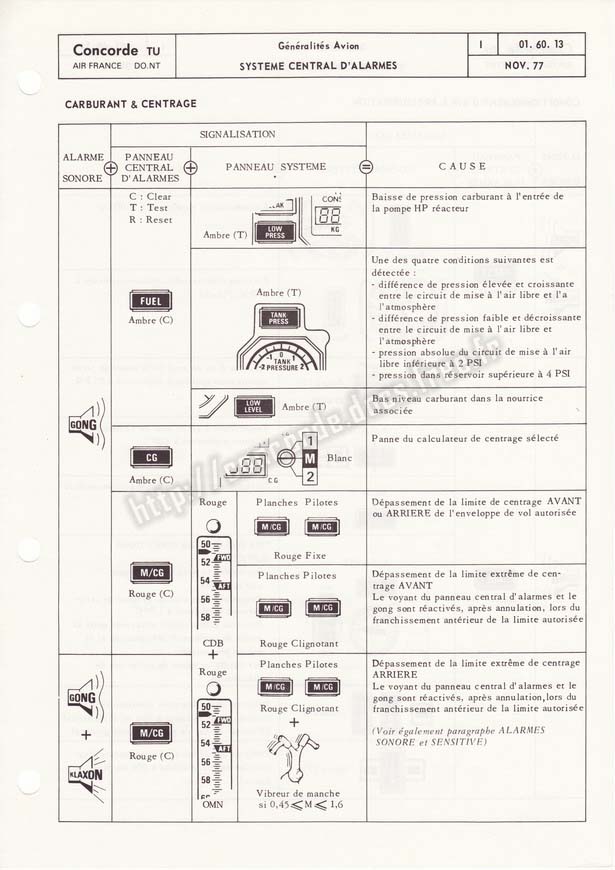 Concorde TU
AIR FRANCE DO.NT
Généralités Avion
SYSTEME CENTRAL D'ALARMES
I
01. 60. 13
NOV. 77
CARBURANT & CENTRAGE
SIGNALISATION
ALARME
SONORE
PANNEAU
CENTRAL
D'ALARMES
PANNEAU SYSTEME
CAUSE
C : Clear
T : Test
R : Reset
Ambre (T)
LOW
PRESS
KG
Baisse de pression carburant à l'entrée de
la pompe HP réacteur
FUEL
Ambre (C)
Ambre (T)
TANK
PRESS
-1 0 1
TANK
-2 PRESSURE 2
Une des quatre conditions suivantes est
détectée :
- différence de pression élevée et croissante
entre le circuit de mise à l'air libre et l'a
l'atmosphère
- différence de pression faible et décroissante
entre le circuit de mise à l'air libre et
l'atmosphère
- pression absolue du circuit de mise à l'air
libre inférieure à 2 PSI
- pression dans réservoir supérieure à 4 PSI
LOW
LEVEL
Ambre (T)
Bas niveau carburant dans la nourrice
associée
GONG
CG
Ambre (C)
CG
1
M
2
Blanc
Panne du calculateur de centrage sélecté
M/CG
Rouge (C)
Rouge
50
52
FWD
54
AFT
56
58
CDB
+
Planches Pilotes
M/CG M/CG
Rouge Fixe
Dépassement de la limite de centrage AVANT
ou ARRIERE de l'enveloppe de vol autorisée
Planches Pilotes
M/CG M/CG
Rouge Clignotant
Dépassement de la limite extrême de cen-
trage AVANT
Le voyant du panneau central d'alarmes et le
gong sont réactivés, après annulation, lors du
franchissement antérieur de la limite autorisée
GONG
+
KLAXON
M/CG
Rouge (C)
Rouge
50
52
FWD
54
AFT
56
58
OMN
Planches Pilotes
M/CG M/CG
Rouge Clignotant
+
Vibreur de manche
si 0,45 ⩽ M ⩽ 1,6
Dépassement de la limite extrême de centrage
ARRIERE
Le voyant du panneau central d'alarmes et le
gong sont réactivés, après annulation, lors du
franchissement antérieur de la limite autorisée
(Voir également paragraphe ALARMES
SONORE et SENSITIVE)